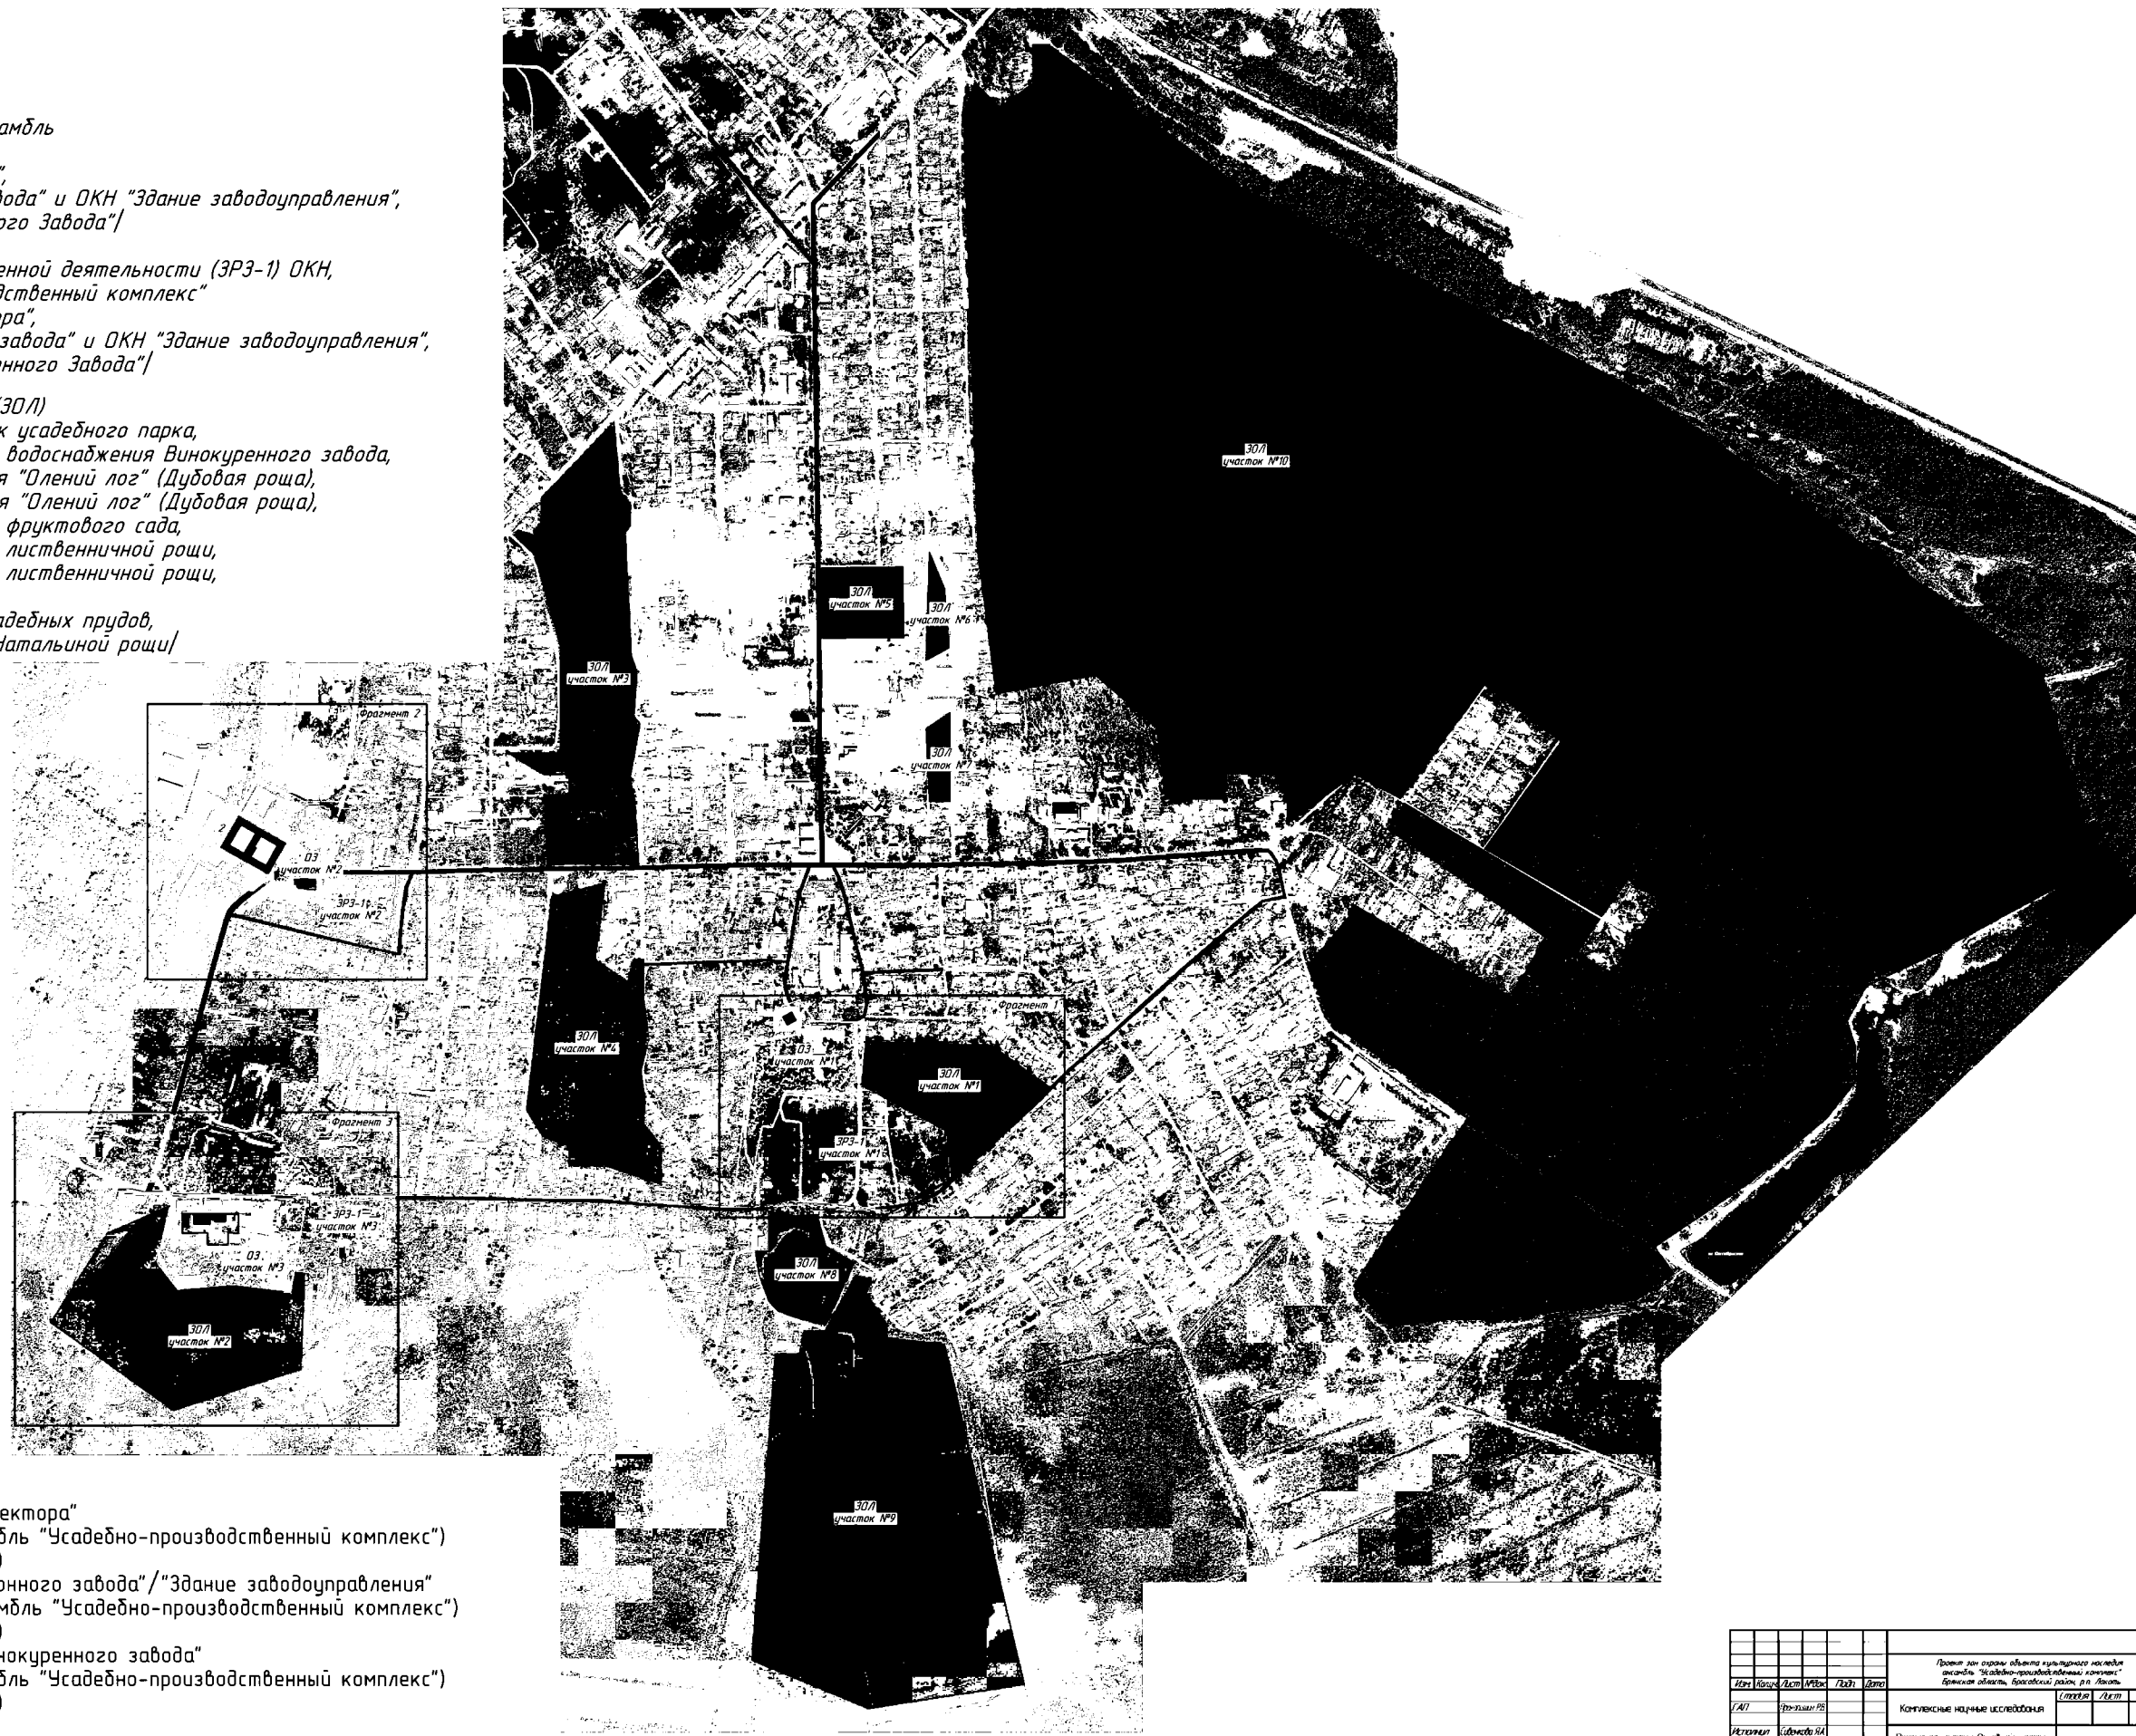 амбль
",
вода" и ОКН "Здание заводоуправления",
ого Завода"/
енной деятельности (ЗРЗ-1) ОКН,
дственный комплекс"
ора",
завода" и ОКН "Здание заводоуправления",
енного Завода"/
(ЗОЛ)
к усадебного парка,
водоснабжения Винокуренного завода,
я "Олений лог" (Дубовая роща),
я "Олений лог" (Дубовая роща),
фруктового сада,
лиственничной рощи,
лиственничной рощи,
адебных прудов,
Натальиной рощи/
ЗОЛ
участок №10
ЗОЛ
участок №5
ЗОЛ
участок №6
ЗОЛ
участок №3
ЗОЛ
участок №7
Фрагмент 2
2
ОЗ
участок №2
ЗРЗ-1
участок №2
Фрагмент
ЗОЛ
участок №4
ОЗ
участок №1
ЗОЛ
участок №1
ЗРЗ-1
участок №1
Фрагмент 3
ЗРЗ-1
участок №3
ОЗ
участок №3
ЗОЛ
участок №2
ЗОЛ
участок №8
ЗОЛ
участок №9
ектора"
бль "Усадебно-производственный комплекс")
)
онного завода"/"Здание заводоуправления"
мбль "Усадебно-производственный комплекс")
)
нокуренного завода"
бль "Усадебно-производственный комплекс")
)
Проект зон охраны объекта культурного наследия
ансамбль "Усадебно-производственный комплекс"
Брянская область, Брасовский район, р.п. Локоть
Изм Колуч Лист №док Подп. Дата
ГАП
Комплексные научные исследования
Стадия Лист
Исполнил